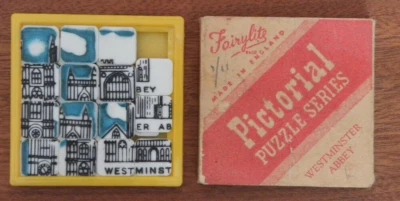 BEY
ER AB
WESTMINST
Fairylite
MADE IN ENGLAND
Pictorial
PUZZLE SERIES
WESTMINSTER
ABBEY